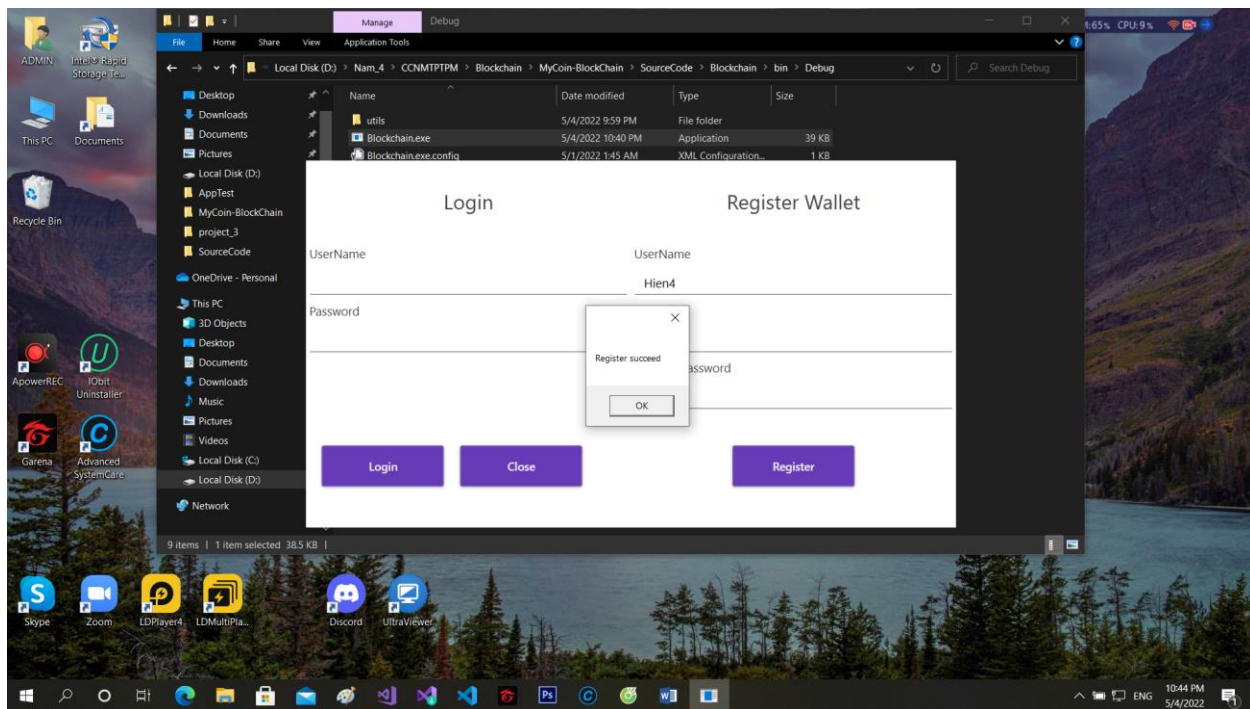 Manage
Debug
File Home Share View Application Tools
Local Disk (D:) > Nam_4 > CCNMTPTPM > Blockchain > MyCoin-BlockChain > SourceCode > Blockchain > bin > Debug
Search Debug
:65% CPU: 9%
ADMIN
Intel® Rapid
Storage Te...
This PC
Documents
Recycle Bin
ApowerREC
IObit
Uninstaller
Garena
Advanced
SystemCare
Desktop
Downloads
Documents
Pictures
Local Disk (D:)
AppTest
MyCoin-BlockChain
project_3
SourceCode
OneDrive - Personal
This PC
3D Objects
Desktop
Documents
Downloads
Music
Pictures
Videos
Local Disk (C:)
Local Disk (D:)
Network
Name Date modified Type Size
utils 5/4/2022 9:59 PM File folder
Blockchain.exe 5/4/2022 10:40 PM Application 39 KB
Blockchain.exe.config 5/1/2022 1:45 AM XML Configuration... 1 KB
Login
UserName
Password
Login Close
Register Wallet
UserName
Hien4
assword
Register
Register succeed
OK
9 items | 1 item selected 38.5 KB |
Skype
Zoom
LDPlayer4
LDMultiPla...
Discord
UltraViewer
Ps
ENG
10:44 PM
5/4/2022
1